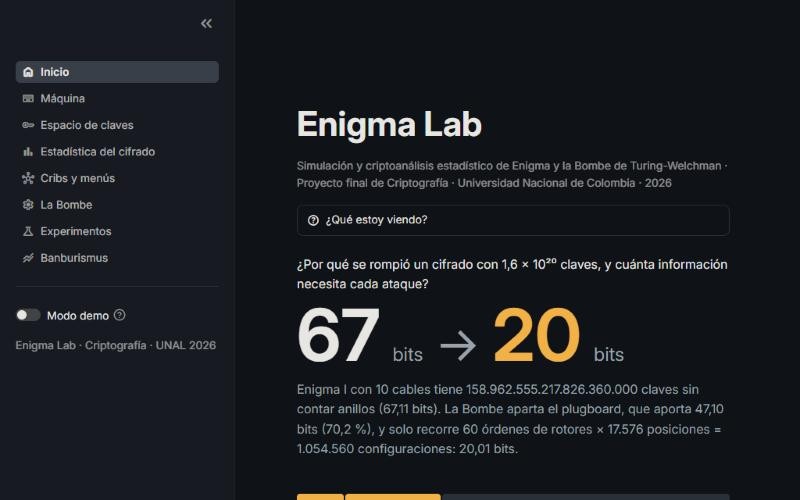 Inicio
Máquina
Espacio de claves
Estadística del cifrado
Cribs y menús
La Bombe
Experimentos
Banburismus
Modo demo
Enigma Lab · Criptografía · UNAL 2026
Enigma Lab
Simulación y criptoanálisis estadístico de Enigma y la Bombe de Turing-Welchman ·
Proyecto final de Criptografía · Universidad Nacional de Colombia · 2026
¿Qué estoy viendo?
¿Por qué se rompió un cifrado con 1,6 × 10²⁰ claves, y cuánta información
necesita cada ataque?
67 bits → 20 bits
Enigma I con 10 cables tiene 158.962.555.217.826.360.000 claves sin
contar anillos (67,11 bits). La Bombe aparta el plugboard, que aporta 47,10
bits (70,2 %), y solo recorre 60 órdenes de rotores × 17.576 posiciones =
1.054.560 configuraciones: 20,01 bits.